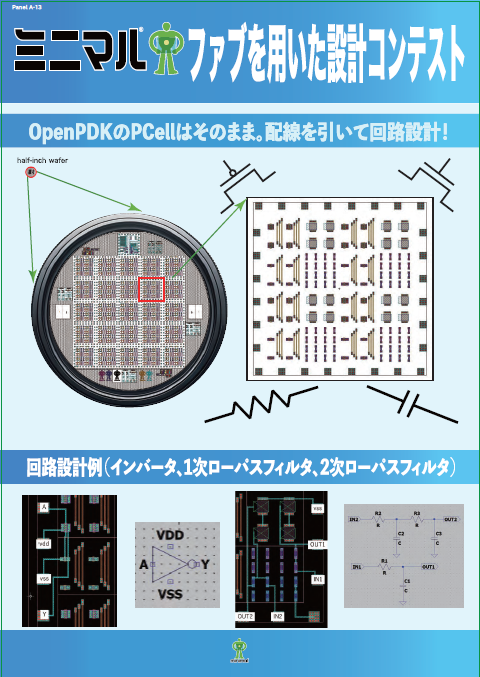 Panel A-13
ミニマル ファブを用いた設計コンテスト
OpenPDKのPCellはそのまま。配線を引いて回路設計！
half-inch wafer
回路設計例（インバータ、1次ローパスフィルタ、2次ローパスフィルタ）
A
vdd
vss
Y
VDD
A
Y
VSS
vss
OUT1
IN1
OUT2
IN2
IN2
R2
R
R3
R
OUT2
C2
C
C3
C
IN1
R1
R
OUT1
C1
C